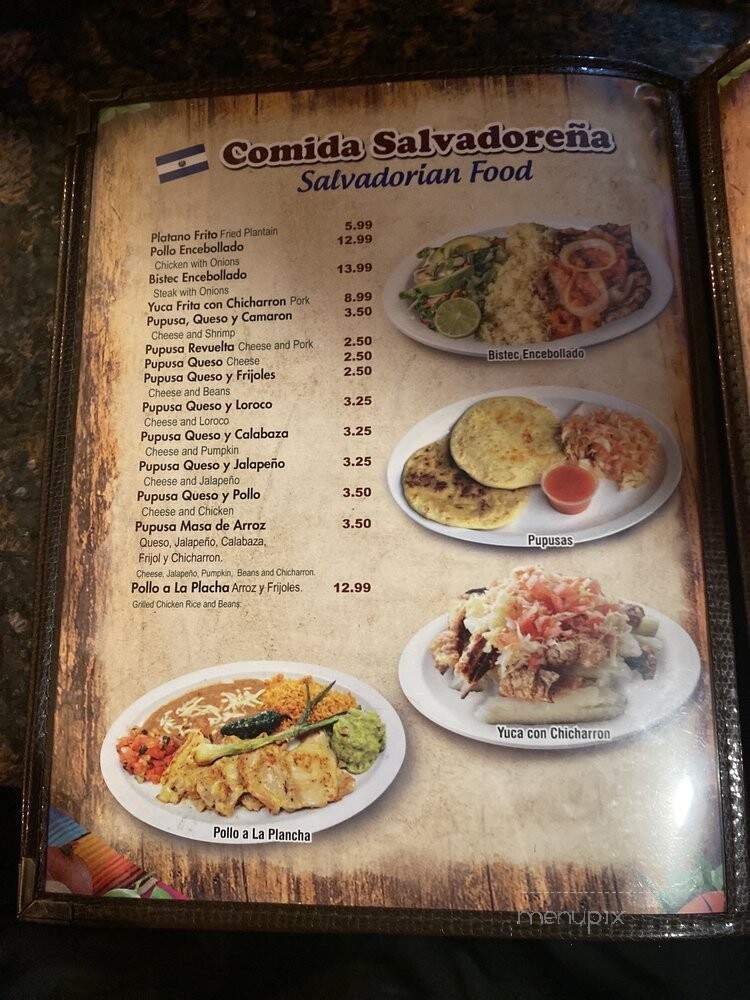 Comida Salvadoreña
Salvadorian Food
Platano Frito Fried Plantain 5.99
Pollo Encebollado 12.99
Chicken with Onions
Bistec Encebollado 13.99
Steak with Onions
Yuca Frita con Chicharron Pork 8.99
Pupusa, Queso y Camaron 3.50
Cheese and Shrimp
Pupusa Revuelta Cheese and Pork 2.50
Pupusa Queso Cheese 2.50
Pupusa Queso y Frijoles 2.50
Cheese and Beans
Pupusa Queso y Loroco 3.25
Cheese and Loroco
Pupusa Queso y Calabaza 3.25
Cheese and Pumpkin
Pupusa Queso y Jalapeño 3.25
Cheese and Jalapeño
Pupusa Queso y Pollo 3.50
Cheese and Chicken
Pupusa Masa de Arroz 3.50
Queso, Jalapeño, Calabaza,
Frijol y Chicharron.
Cheese, Jalapeño, Pumpkin, Beans and Chicharron.
Pollo a La Placha Arroz y Frijoles. 12.99
Grilled Chicken Rice and Beans.
Bistec Encebollado
Pupusas
Yuca con Chicharron
Pollo a La Plancha
menupix